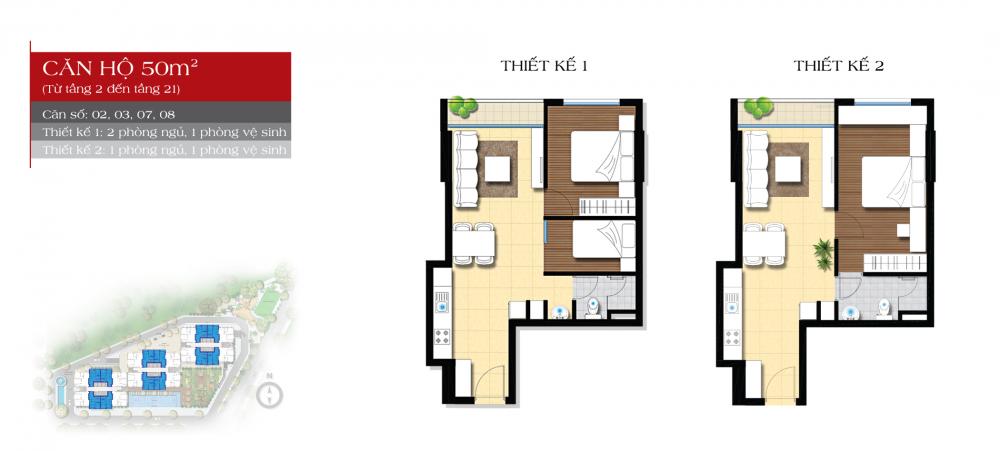 CĂN HỘ 50m²
(Từ tầng 2 đến tầng 21)
Căn số: 02, 03, 07, 08
Thiết kế 1: 2 phòng ngủ, 1 phòng vệ sinh
Thiết kế 2: 1 phòng ngủ, 1 phòng vệ sinh
THIẾT KẾ 1
THIẾT KẾ 2
N